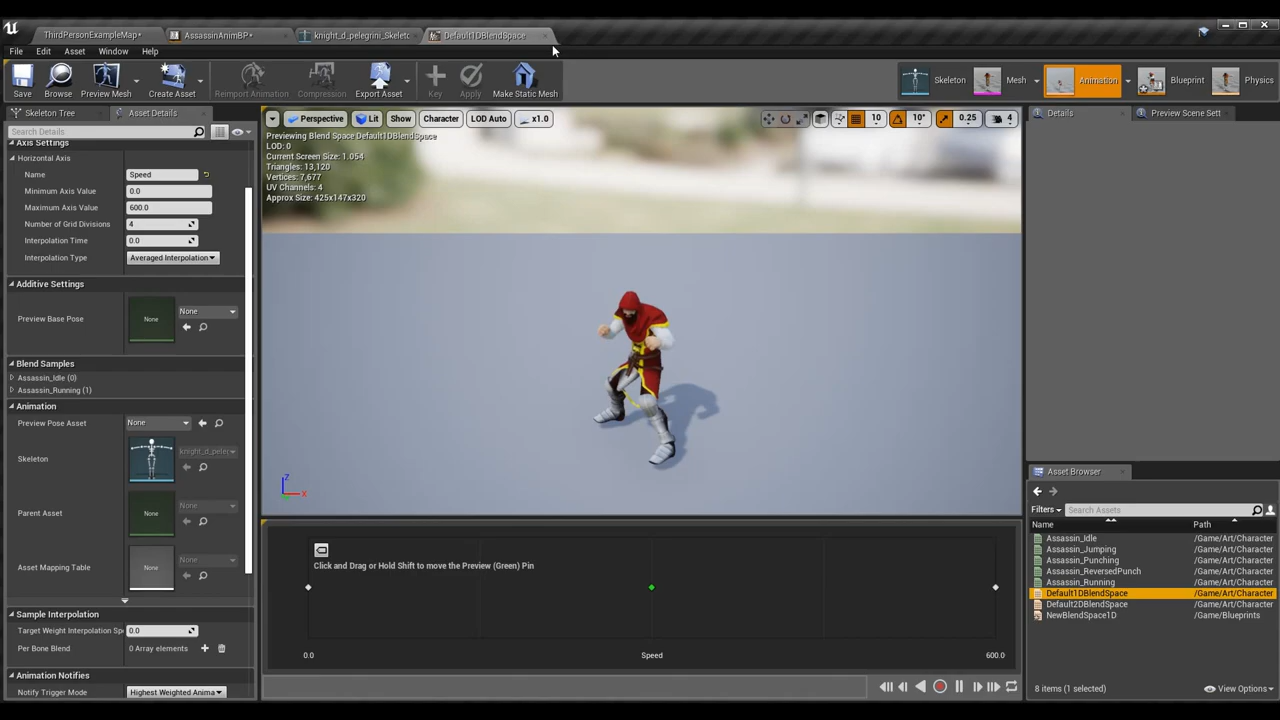 ThirdPersonExampleMap*
AssassinAnimBP*
knight_d_pelegrini_Skeletc
Default1DBlendSpace
File Edit Asset Window Help
Save
Browse
Preview Mesh
Create Asset
Reimport Animation
Compression
Export Asset
Key
Apply
Make Static Mesh
Skeleton
Mesh
Animation
Blueprint
Physics
Skeleton Tree
Asset Details
Search Details
Axis Settings
Horizontal Axis
Name Speed
Minimum Axis Value 0.0
Maximum Axis Value 600.0
Number of Grid Divisions 4
Interpolation Time 0.0
Interpolation Type Averaged Interpolation
Additive Settings
Preview Base Pose None None
Blend Samples
Assassin_Idle (0)
Assassin_Running (1)
Animation
Preview Pose Asset None
Skeleton knight_d_peleg
Parent Asset None None
Asset Mapping Table None None
Sample Interpolation
Target Weight Interpolation Sp 0.0
Per Bone Blend 0 Array elements
Animation Notifies
Notify Trigger Mode Highest Weighted Anima
Perspective Lit Show Character LOD Auto x1.0
10 10° 0.25 4
Previewing Blend Space Default1DBlendSpace
LOD: 0
Current Screen Size: 1.054
Triangles: 13,120
Vertices: 7,677
UV Channels: 4
Approx Size: 425x147x320
Z
X
Click and Drag or Hold Shift to move the Preview (Green) Pin
0.0 Speed 600.0
Details
Preview Scene Sett
Asset Browser
Filters Search Assets
Name Path
Assassin_Idle /Game/Art/Character
Assassin_Jumping /Game/Art/Character
Assassin_Punching /Game/Art/Character
Assassin_ReversedPunch /Game/Art/Character
Assassin_Running /Game/Art/Character
Default1DBlendSpace /Game/Art/Character
Default2DBlendSpace /Game/Art/Character
NewBlendSpace1D /Game/Blueprints
8 items (1 selected)
View Options